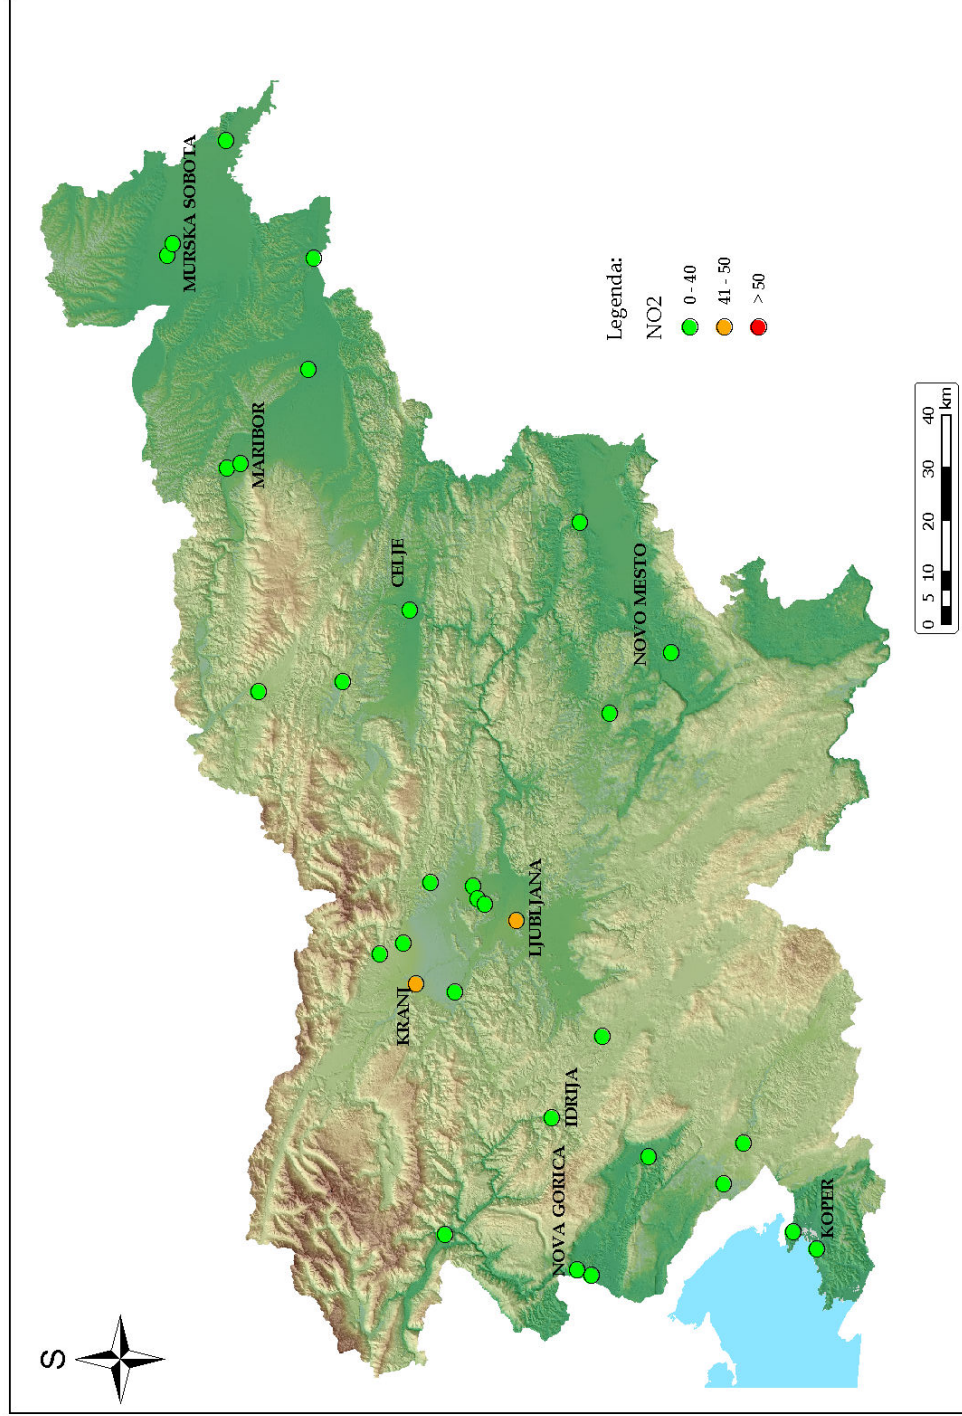 S
MURSKA SOBOTA
MARIBOR
CELJE
KRANJ
LJUBLJANA
NOVO MESTO
IDRIJA
NOVA GORICA
KOPER
Legenda:
NO2
0 - 40
41 - 50
> 50
0 5 10 20 30 40
km